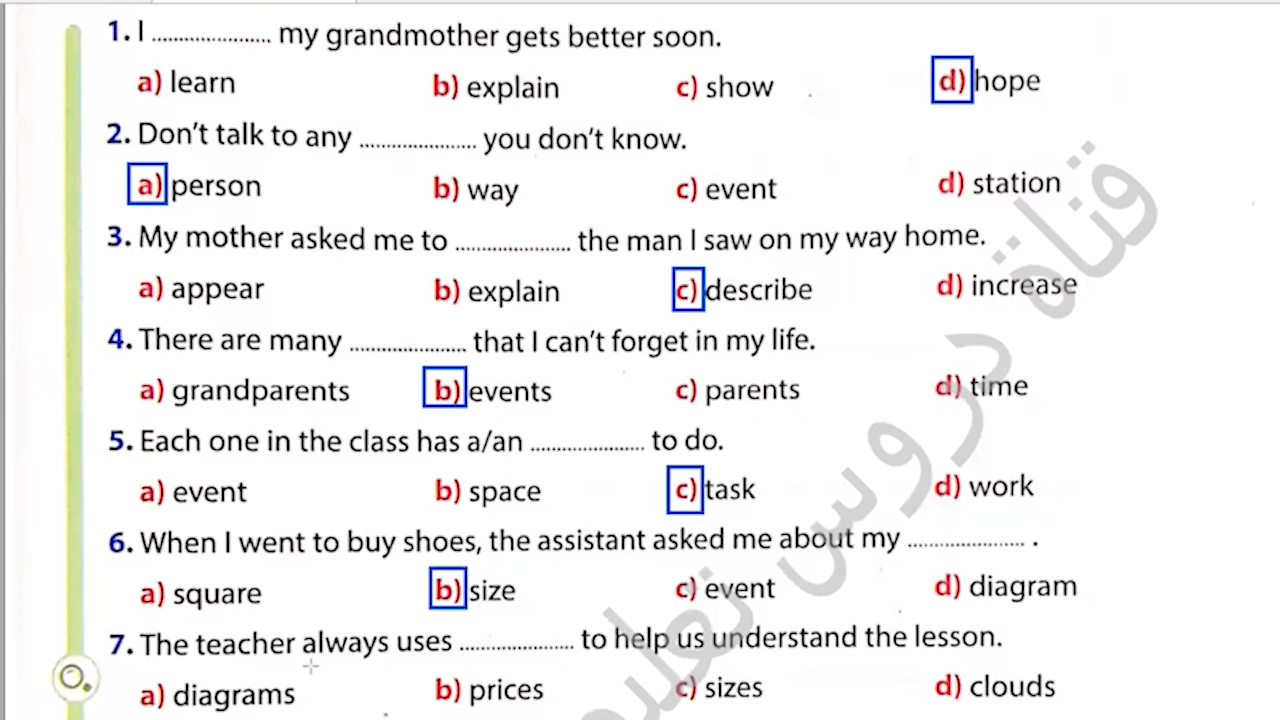 1. I ...................... my grandmother gets better soon.
a) learn b) explain c) show d) hope
2. Don't talk to any ...................... you don't know.
a) person b) way c) event d) station
3. My mother asked me to ...................... the man I saw on my way home.
a) appear b) explain c) describe d) increase
4. There are many ...................... that I can't forget in my life.
a) grandparents b) events c) parents d) time
5. Each one in the class has a/an ...................... to do.
a) event b) space c) task d) work
6. When I went to buy shoes, the assistant asked me about my ...................... .
a) square b) size c) event d) diagram
7. The teacher always uses ...................... to help us understand the lesson.
a) diagrams b) prices c) sizes d) clouds
قناة دروس تعليم